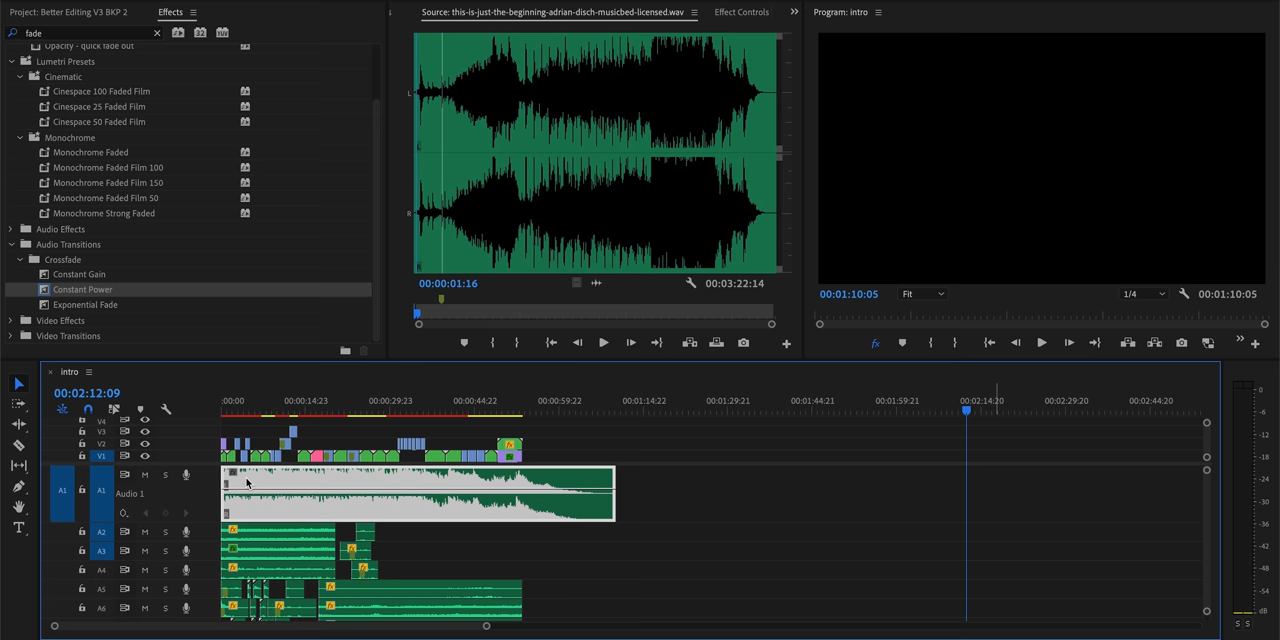 Project: Better Editing V3 BKP 2
Effects
fade
Opacity - quick fade out
Lumetri Presets
Cinematic
Cinespace 100 Faded Film
Cinespace 25 Faded Film
Cinespace 50 Faded Film
Monochrome
Monochrome Faded
Monochrome Faded Film 100
Monochrome Faded Film 150
Monochrome Faded Film 50
Monochrome Strong Faded
Audio Effects
Audio Transitions
Crossfade
Constant Gain
Constant Power
Exponential Fade
Video Effects
Video Transitions
Source: this-is-just-the-beginning-adrian-disch-musicbed-licensed.wav
Effect Controls
L
R
00:00:01:16
00:03:22:14
Program: intro
00:01:10:05
Fit
1/4
00:01:10:05
fx
intro
00:02:12:09
:00:00
00:00:14:23
00:00:29:23
00:00:44:22
00:00:59:22
00:01:14:22
00:01:29:21
00:01:44:21
00:01:59:21
00:02:14:20
00:02:29:20
00:02:44:20
V4
V3
V2
V1
A1 A1 M S
Audio 1
A2 M S
A3 M S
A4 M S
A5 M S
A6 M S
0
-6
-12
-18
-24
-30
-36
-42
-48
-54
dB
S S